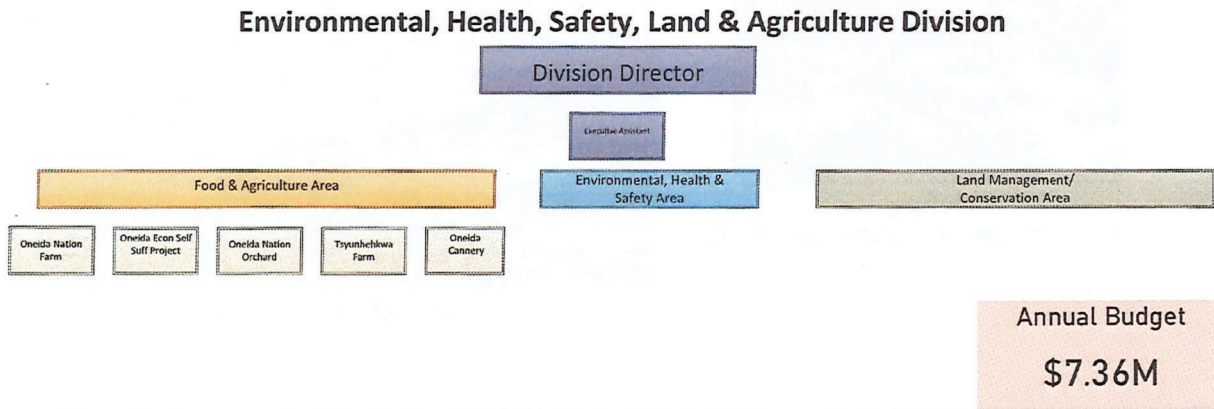 Environmental, Health, Safety, Land & Agriculture Division
Division Director
Executive Assistant
Food & Agriculture Area
Environmental, Health &
Safety Area
Land Management/
Conservation Area
Oneida Nation
Farm
Oneida Econ Self
Suff Project
Oneida Nation
Orchard
Tsyunhehkwa
Farm
Oneida
Cannery
Annual Budget
$7.36M